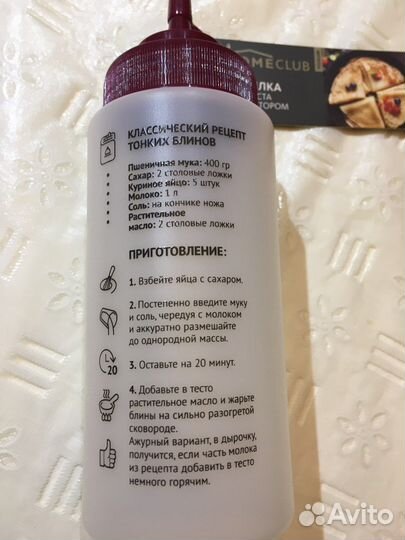 HOMECLUB
КЛАССИЧЕСКИЙ РЕЦЕПТ
ТОНКИХ БЛИНОВ
Пшеничная мука: 400 гр
Сахар: 2 столовые ложки
Куриное яйцо: 5 штук
Молоко: 1 л
Соль: на кончике ножа
Растительное
масло: 2 столовые ложки
ПРИГОТОВЛЕНИЕ:
1. Взбейте яйца с сахаром.
2. Постепенно введите муку
и соль, чередуя с молоком
и аккуратно размешайте
до однородной массы.
20
3. Оставьте на 20 минут.
4. Добавьте в тесто
растительное масло и жарьте
блины на сильно разогретой
сковороде.
Ажурный вариант, в дырочку,
получится, если часть молока
из рецепта добавить в тесто
немного горячим.
Avito